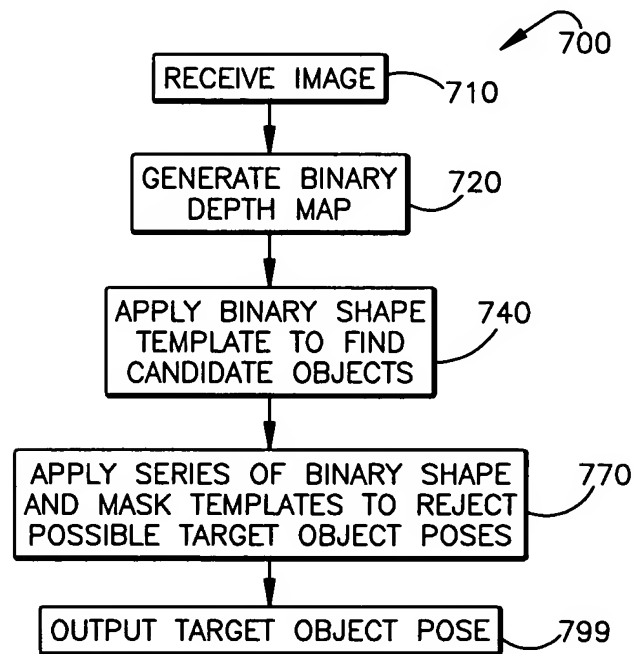 700
RECEIVE IMAGE
710
GENERATE BINARY
DEPTH MAP
720
APPLY BINARY SHAPE
TEMPLATE TO FIND
CANDIDATE OBJECTS
740
APPLY SERIES OF BINARY SHAPE
AND MASK TEMPLATES TO REJECT
POSSIBLE TARGET OBJECT POSES
770
OUTPUT TARGET OBJECT POSE
799